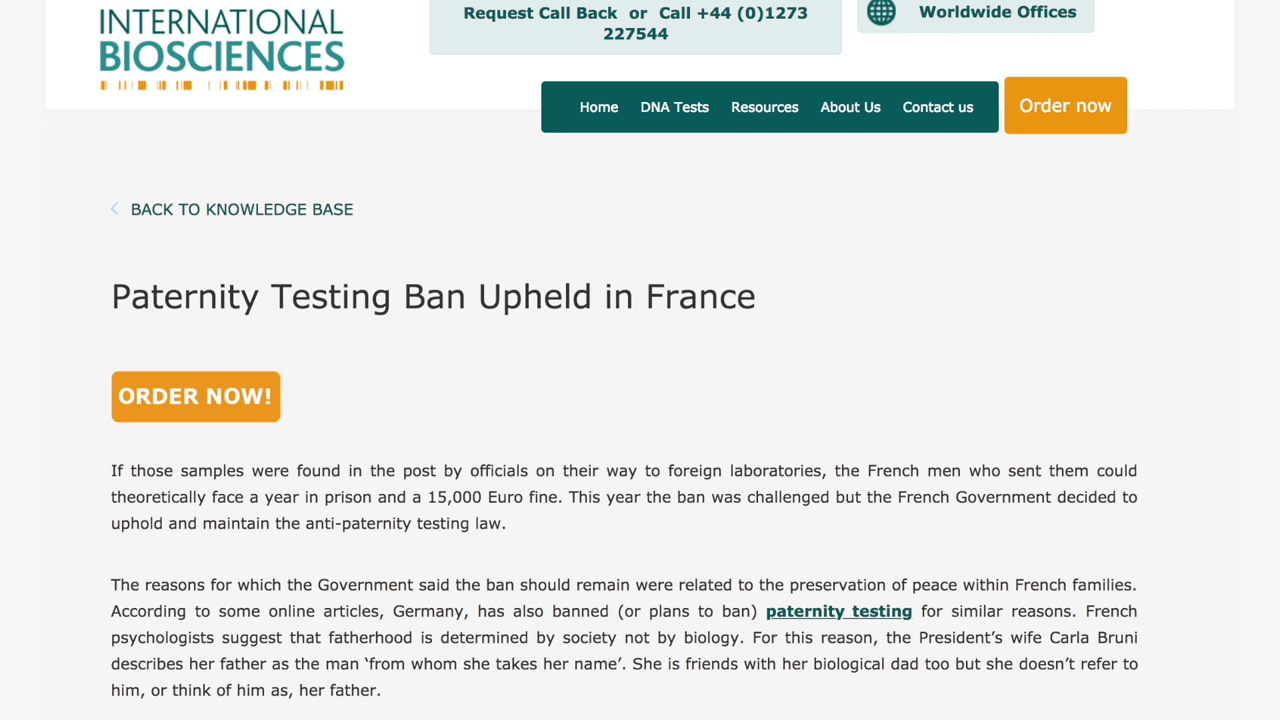 INTERNATIONAL
BIOSCIENCES
Request Call Back or Call +44 (0)1273
227544
Worldwide Offices
Home DNA Tests Resources About Us Contact us Order now
BACK TO KNOWLEDGE BASE
Paternity Testing Ban Upheld in France
ORDER NOW!
If those samples were found in the post by officials on their way to foreign laboratories, the French men who sent them could
theoretically face a year in prison and a 15,000 Euro fine. This year the ban was challenged but the French Government decided to
uphold and maintain the anti-paternity testing law.
The reasons for which the Government said the ban should remain were related to the preservation of peace within French families.
According to some online articles, Germany, has also banned (or plans to ban) paternity testing for similar reasons. French
psychologists suggest that fatherhood is determined by society not by biology. For this reason, the President’s wife Carla Bruni
describes her father as the man ‘from whom she takes her name’. She is friends with her biological dad too but she doesn’t refer to
him, or think of him as, her father.